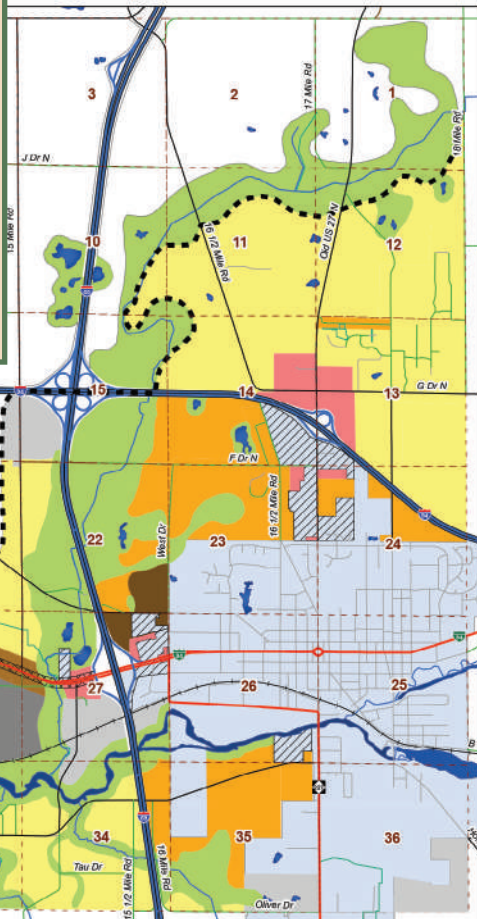 3
2
17 Mile Rd
1
18 Mile Rd
J Dr N
15 Mile Rd
10
16 1/2 Mile Rd
11
Old US 27 N
12
15
14
G Dr N
13
F Dr N
16 1/2 Mile Rd
22
West Dr
23
24
94
27
26
25
B
34
35
36
Tau Dr
15 1/2 Mile Rd
16 Mile Rd
Oliver Dr